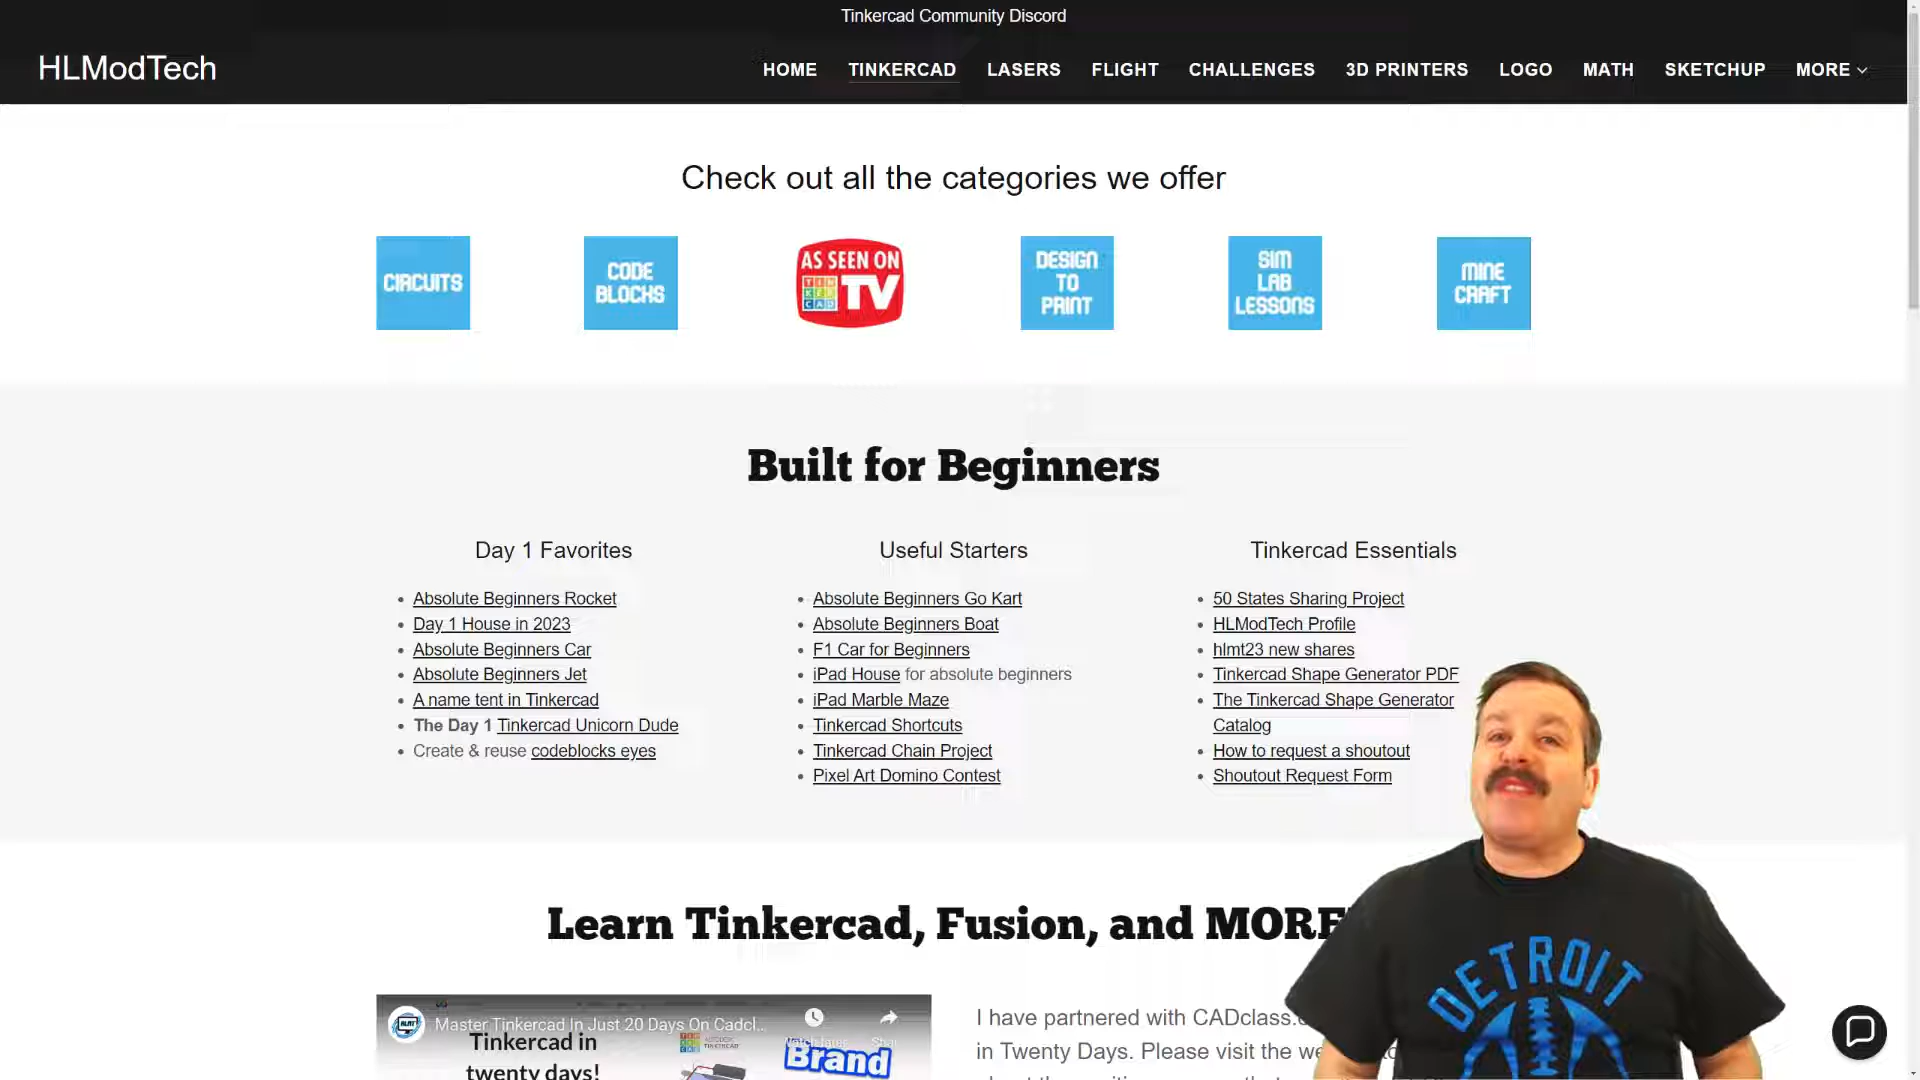 Tinkercad Community Discord
HLModTech
HOME TINKERCAD LASERS FLIGHT CHALLENGES 3D PRINTERS LOGO MATH SKETCHUP MORE
Check out all the categories we offer
CIRCUITS
CODE
BLOCKS
AS SEEN ON
TIN
KER
CAD
TV
DESIGN
TO
PRINT
SIM
LAB
LESSONS
MINE
CRAFT
Built for Beginners
Day 1 Favorites
Absolute Beginners Rocket
Day 1 House in 2023
Absolute Beginners Car
Absolute Beginners Jet
A name tent in Tinkercad
The Day 1 Tinkercad Unicorn Dude
Create & reuse codeblocks eyes
Useful Starters
Absolute Beginners Go Kart
Absolute Beginners Boat
F1 Car for Beginners
iPad House for absolute beginners
iPad Marble Maze
Tinkercad Shortcuts
Tinkercad Chain Project
Pixel Art Domino Contest
Tinkercad Essentials
50 States Sharing Project
HLModTech Profile
hlmt23 new shares
Tinkercad Shape Generator PDF
The Tinkercad Shape Generator
Catalog
How to request a shoutout
Shoutout Request Form
Learn Tinkercad, Fusion, and MORE
Master Tinkercad In Just 20 Days On Cadcl...
Tinkercad in
twenty days!
AUTODESK
TINKERCAD
Brand
I have partnered with CADclass.
in Twenty Days. Please visit the
DETROIT